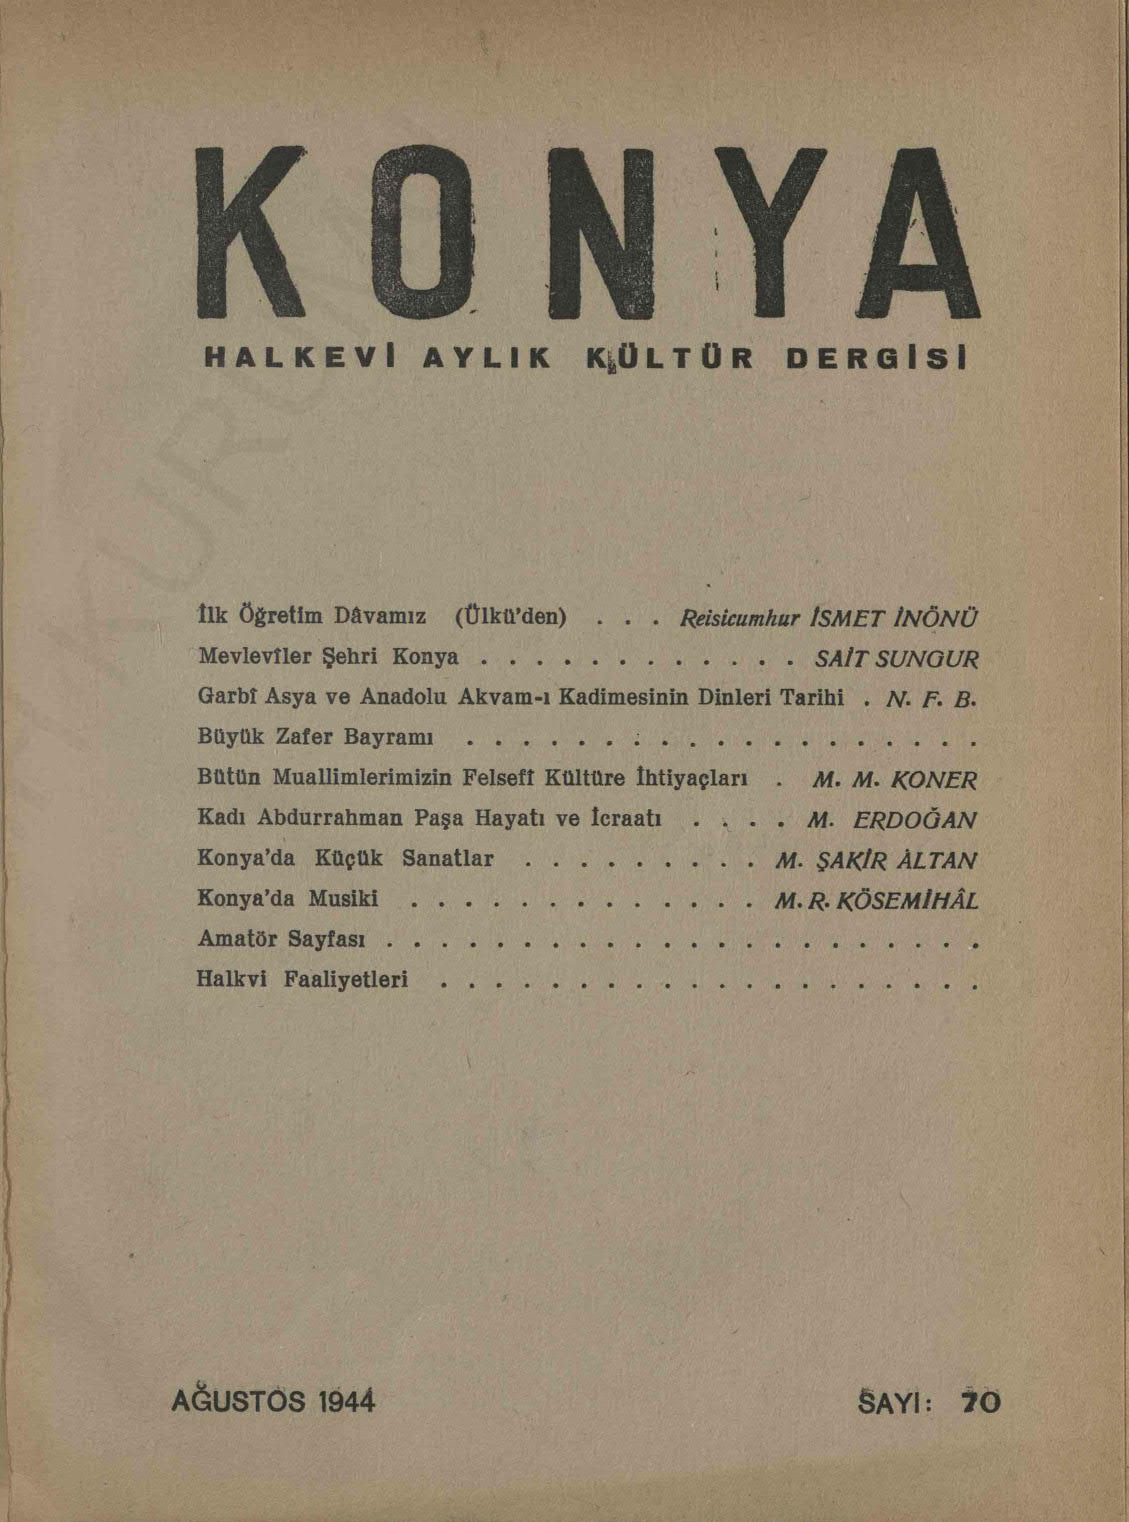 KONYA
HALKEVİ AYLIK KÜLTÜR DERGİSİ
İlk Öğretim Dâvamız (Ülkü'den) . . . Reisicumhur İSMET İNÖNÜ
Mevlevîler Şehri Konya . . . . . . . . . . . . SAİT SUNGUR
Garbî Asya ve Anadolu Akvam-ı Kadimesinin Dinleri Tarihi . N. F. B.
Büyük Zafer Bayramı . . . . . . . . . . . . . . . . . . .
Bütün Muallimlerimizin Felsefî Kültüre İhtiyaçları . M. M. KONER
Kadı Abdurrahman Paşa Hayatı ve İcraatı . . . . M. ERDOĞAN
Konya'da Küçük Sanatlar . . . . . . . . . M. ŞAKİR ÀLTAN
Konya'da Musiki . . . . . . . . . . . . . M. R. KÖSEMİHÂL
Amatör Sayfası . . . . . . . . . . . . . . . . . . . . . .
Halkvi Faaliyetleri . . . . . . . . . . . . . . . . . . . .
AĞUSTOS 1944
SAYI: 70